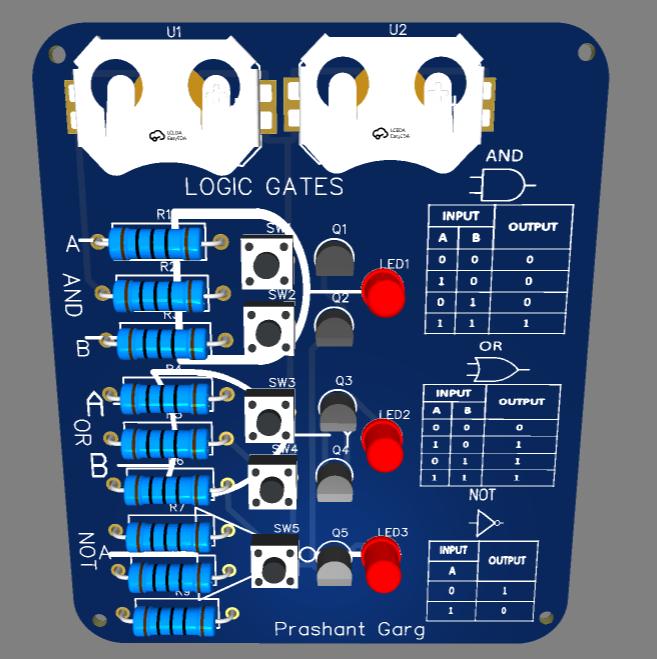 U1
U2
LCEDA
EasyEDA
LCEDA
EasyEDA
LOGIC GATES
AND
INPUT
OUTPUT
A B
0 0 0
1 0 0
0 1 0
1 1 1
R1
A
R2
AND
R3
B
SW1
Q1
LED1
SW2
Q2
OR
INPUT
OUTPUT
A B
0 0 0
1 0 1
0 1 1
1 1 1
R4
A
R5
OR
B
R6
SW3
Q3
LED2
SW4
Q4
NOT
INPUT
OUTPUT
A
0 1
1 0
R7
NOT
A
R9
SW5
Q5
LED3
Prashant Garg